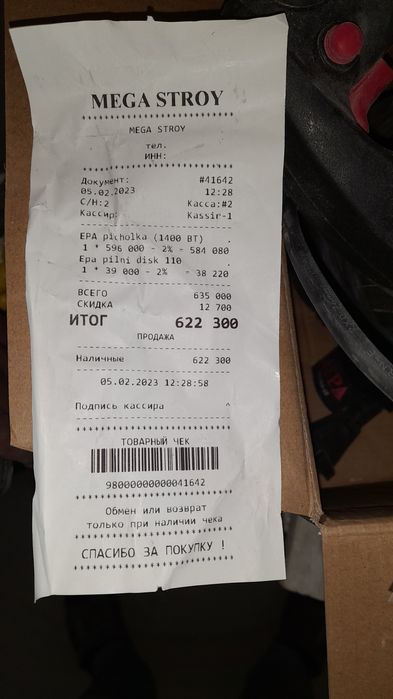 MEGA STROY
MEGA STROY
тел.
ИНН:
Документ: #41642
05.02.2023 12:28
С/Н:2 Касса:#2
Кассир: Kassir-1
EPA picholka (1400 ВТ) .
1 * 596 000 - 2% - 584 080
Epa pilni disk 110 .
1 * 39 000 - 2% - 38 220
ВСЕГО 635 000
СКИДКА 12 700
ИТОГ 622 300
ПРОДАЖА
Наличные 622 300
05.02.2023 12:28:58
Подпись кассира ^
ТОВАРНЫЙ ЧЕК
98000000000041642
Обмен или возврат
только при наличии чека
СПАСИБО ЗА ПОКУПКУ !